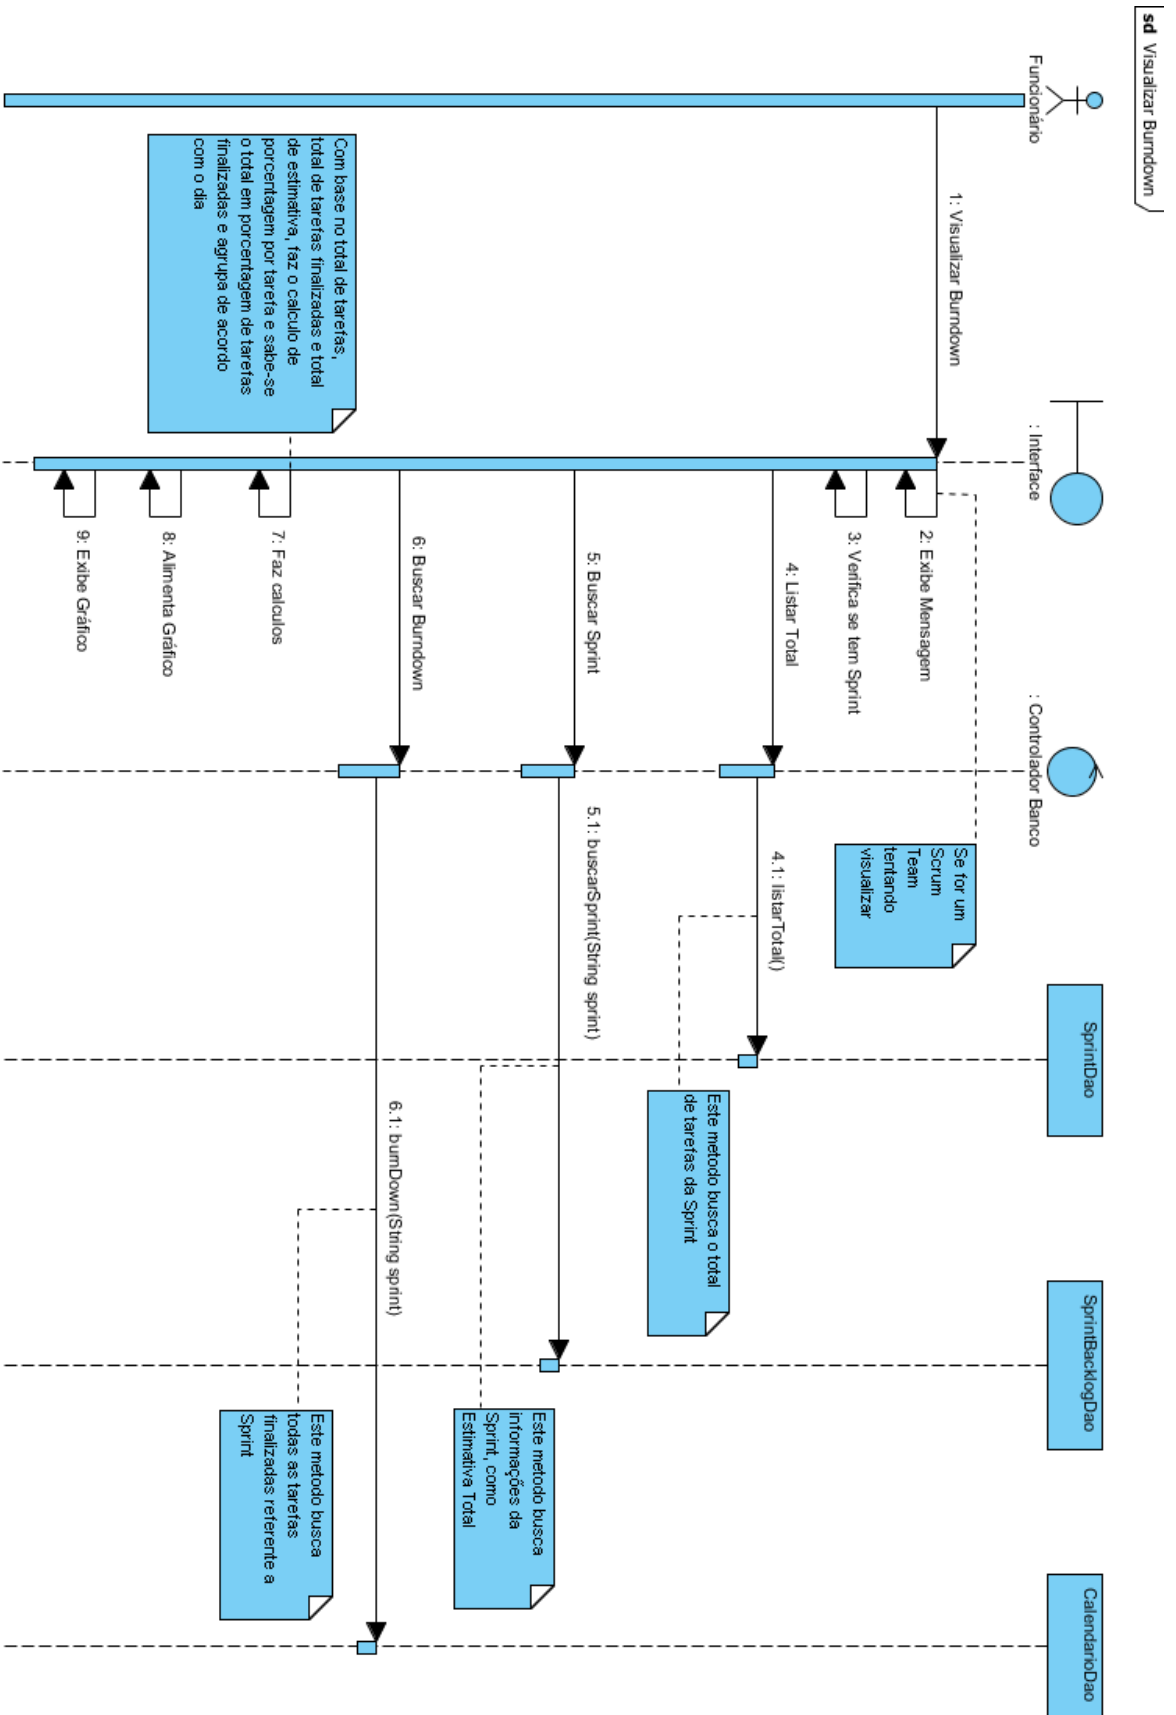 sd Visualizar Burndown
Funcionário
: Interface
: Controlador Banco
SprintDao
SprintBacklogDao
CalendarioDao
1: Visualizar Burndown
2: Exibe Mensagem
Se for um
Scrum
Team
tentando
visualizar
3: Verifica se tem Sprint
4: Listar Total
4.1: listarTotal()
Este metodo busca o total
de tarefas da Sprint
5: Buscar Sprint
5.1: buscarSprint(String sprint)
Este metodo busca
informações da
Sprint, como
Estimativa Total
6: Buscar Burndown
6.1: burnDown(String sprint)
Este metodo busca
todas as tarefas
finalizadas referente a
Sprint
Com base no total de tarefas,
total de tarefas finalizadas e total
de estimativa, faz o calculo de
porcentagem por tarefa e sabe-se
o total em porcentagem de tarefas
finalizadas e agrupa de acordo
com o dia
7: Faz calculos
8: Alimenta Gráfico
9: Exibe Gráfico